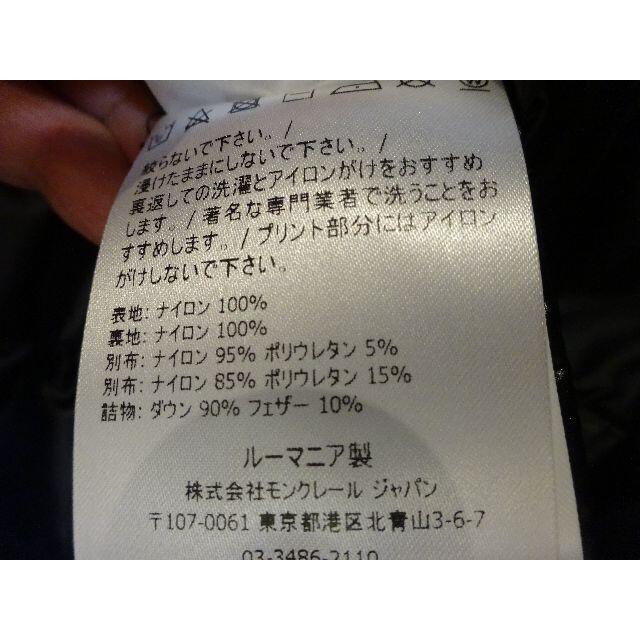 絞らないで下さい。/
浸けたままにしないで下さい。/
裏返しての洗濯とアイロンがけをおすすめ
します。/著名な専門業者で洗うことをお
すすめします。/プリント部分にはアイロン
がけしないで下さい。
表地: ナイロン 100%
裏地: ナイロン 100%
別布: ナイロン 95% ポリウレタン 5%
別布: ナイロン 85% ポリウレタン 15%
詰物: ダウン 90% フェザー 10%
ルーマニア製
株式会社モンクレール ジャパン
〒107-0061 東京都港区北青山3-6-7
03-3486-2110